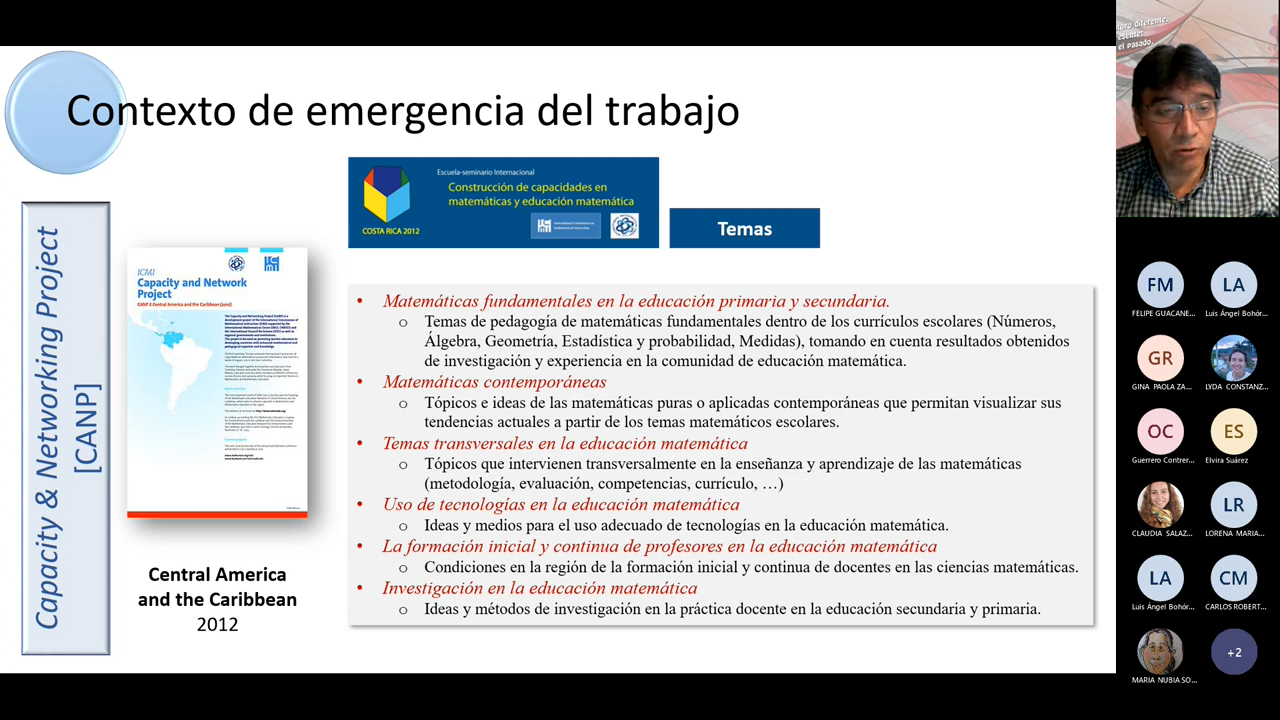 Contexto de emergencia del trabajo
Capacity & Networking Project
[CANP]
ICMI
Capacity and Network
Project
CANP 2 Central America and the Caribbean (2012)
Central America
and the Caribbean
2012
Escuela-seminario Internacional
Construcción de capacidades en
matemáticas y educación matemática
COSTA RICA 2012
International Commission on
Mathematical Instruction
Temas
• Matemáticas fundamentales en la educación primaria y secundaria.
o Temas de pedagogía de matemáticas fundamentales dentro de los currículos escolares (Números,
Álgebra, Geometría, Estadística y probabilidad, Medidas), tomando en cuenta resultados obtenidos
de investigación y experiencia en la comunidad de educación matemática.
• Matemáticas contemporáneas
o Tópicos e ideas de las matemáticas puras y aplicadas contemporáneas que permitan visualizar sus
tendencias actuales a partir de los temas matemáticos escolares.
• Temas transversales en la educación matemática
o Tópicos que intervienen transversalmente en la enseñanza y aprendizaje de las matemáticas
(metodología, evaluación, competencias, currículo, …)
• Uso de tecnologías en la educación matemática
o Ideas y medios para el uso adecuado de tecnologías en la educación matemática.
• La formación inicial y continua de profesores en la educación matemática
o Condiciones en la región de la formación inicial y continua de docentes en las ciencias matemáticas.
• Investigación en la educación matemática
o Ideas y métodos de investigación en la práctica docente en la educación secundaria y primaria.
diferente.
el Pasado.
FM
LA
FELIPE GUACANE...
Luis Ángel Bohór...
GR
GINA PAOLA ZA...
LYDA CONSTANZ...
OC
ES
Guerrero Contrer...
Elvira Suárez
LR
CLAUDIA SALAZ...
LORENA MARIA...
LA
CM
Luis Ángel Bohór...
CARLOS ROBERT...
+2
MARIA NUBIA SO...